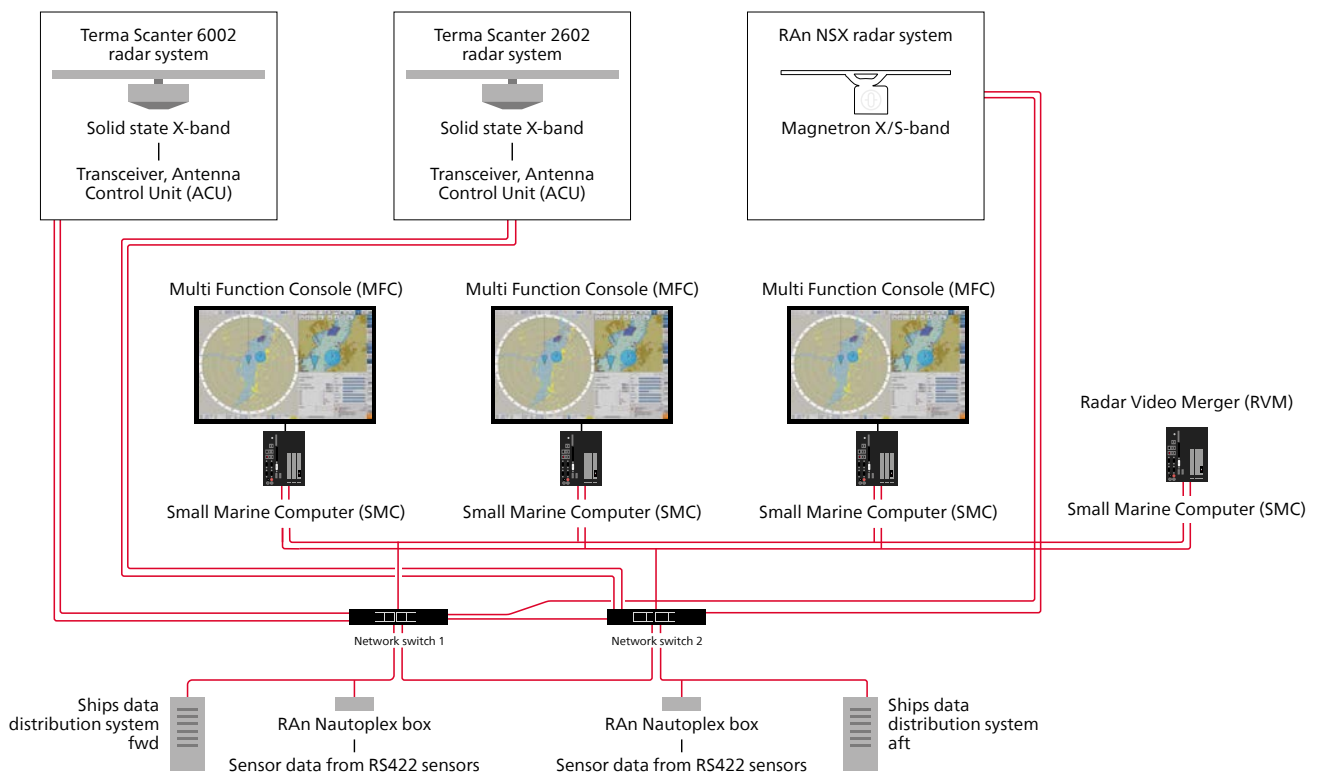 Terma Scanter 6002
radar system
Solid state X-band
Transceiver, Antenna
Control Unit (ACU)
Terma Scanter 2602
radar system
Solid state X-band
Transceiver, Antenna
Control Unit (ACU)
RAn NSX radar system
Magnetron X/S-band
Multi Function Console (MFC)
Multi Function Console (MFC)
Multi Function Console (MFC)
Radar Video Merger (RVM)
Small Marine Computer (SMC)
Small Marine Computer (SMC)
Small Marine Computer (SMC)
Small Marine Computer (SMC)
Network switch 1
Network switch 2
Ships data
distribution system
fwd
RAn Nautoplex box
Sensor data from RS422 sensors
RAn Nautoplex box
Sensor data from RS422 sensors
Ships data
distribution system
aft